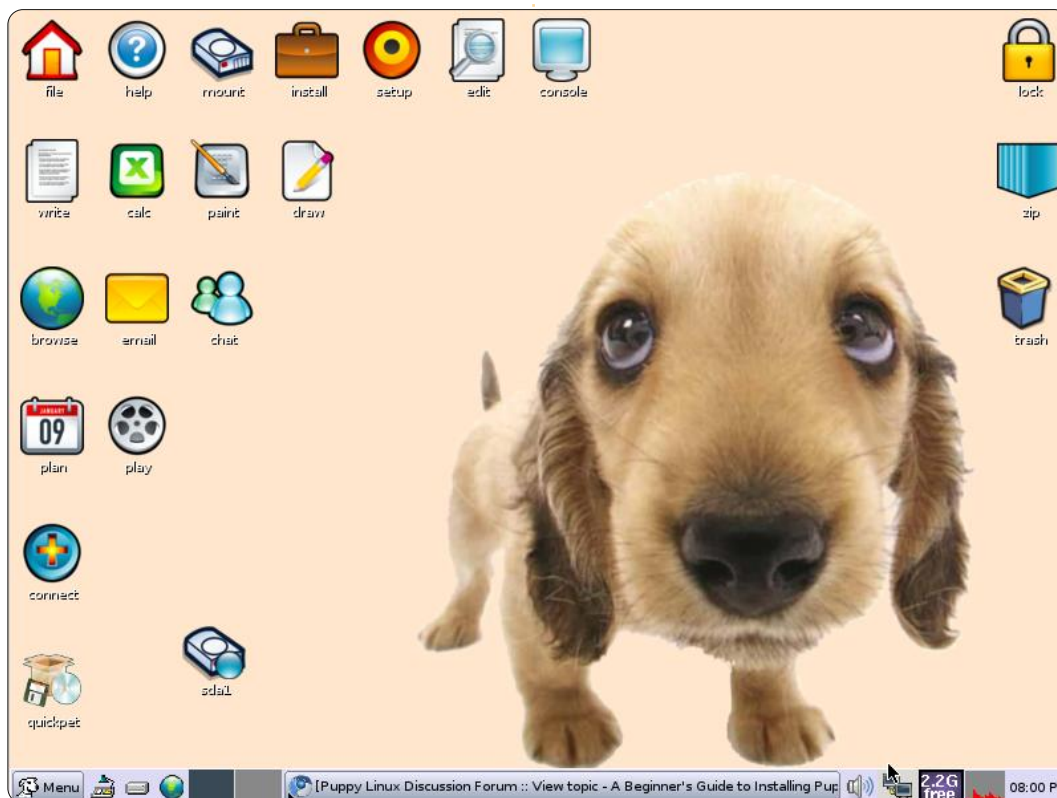 file help mount install setup edit console lock
write calc paint draw zip
browse email chat trash
JANUARY
09
plan play
connect
sda1
quickpet
Menu [Puppy Linux Discussion Forum :: View topic - A Beginner's Guide to Installing Pup 2.2G free 08:00 P